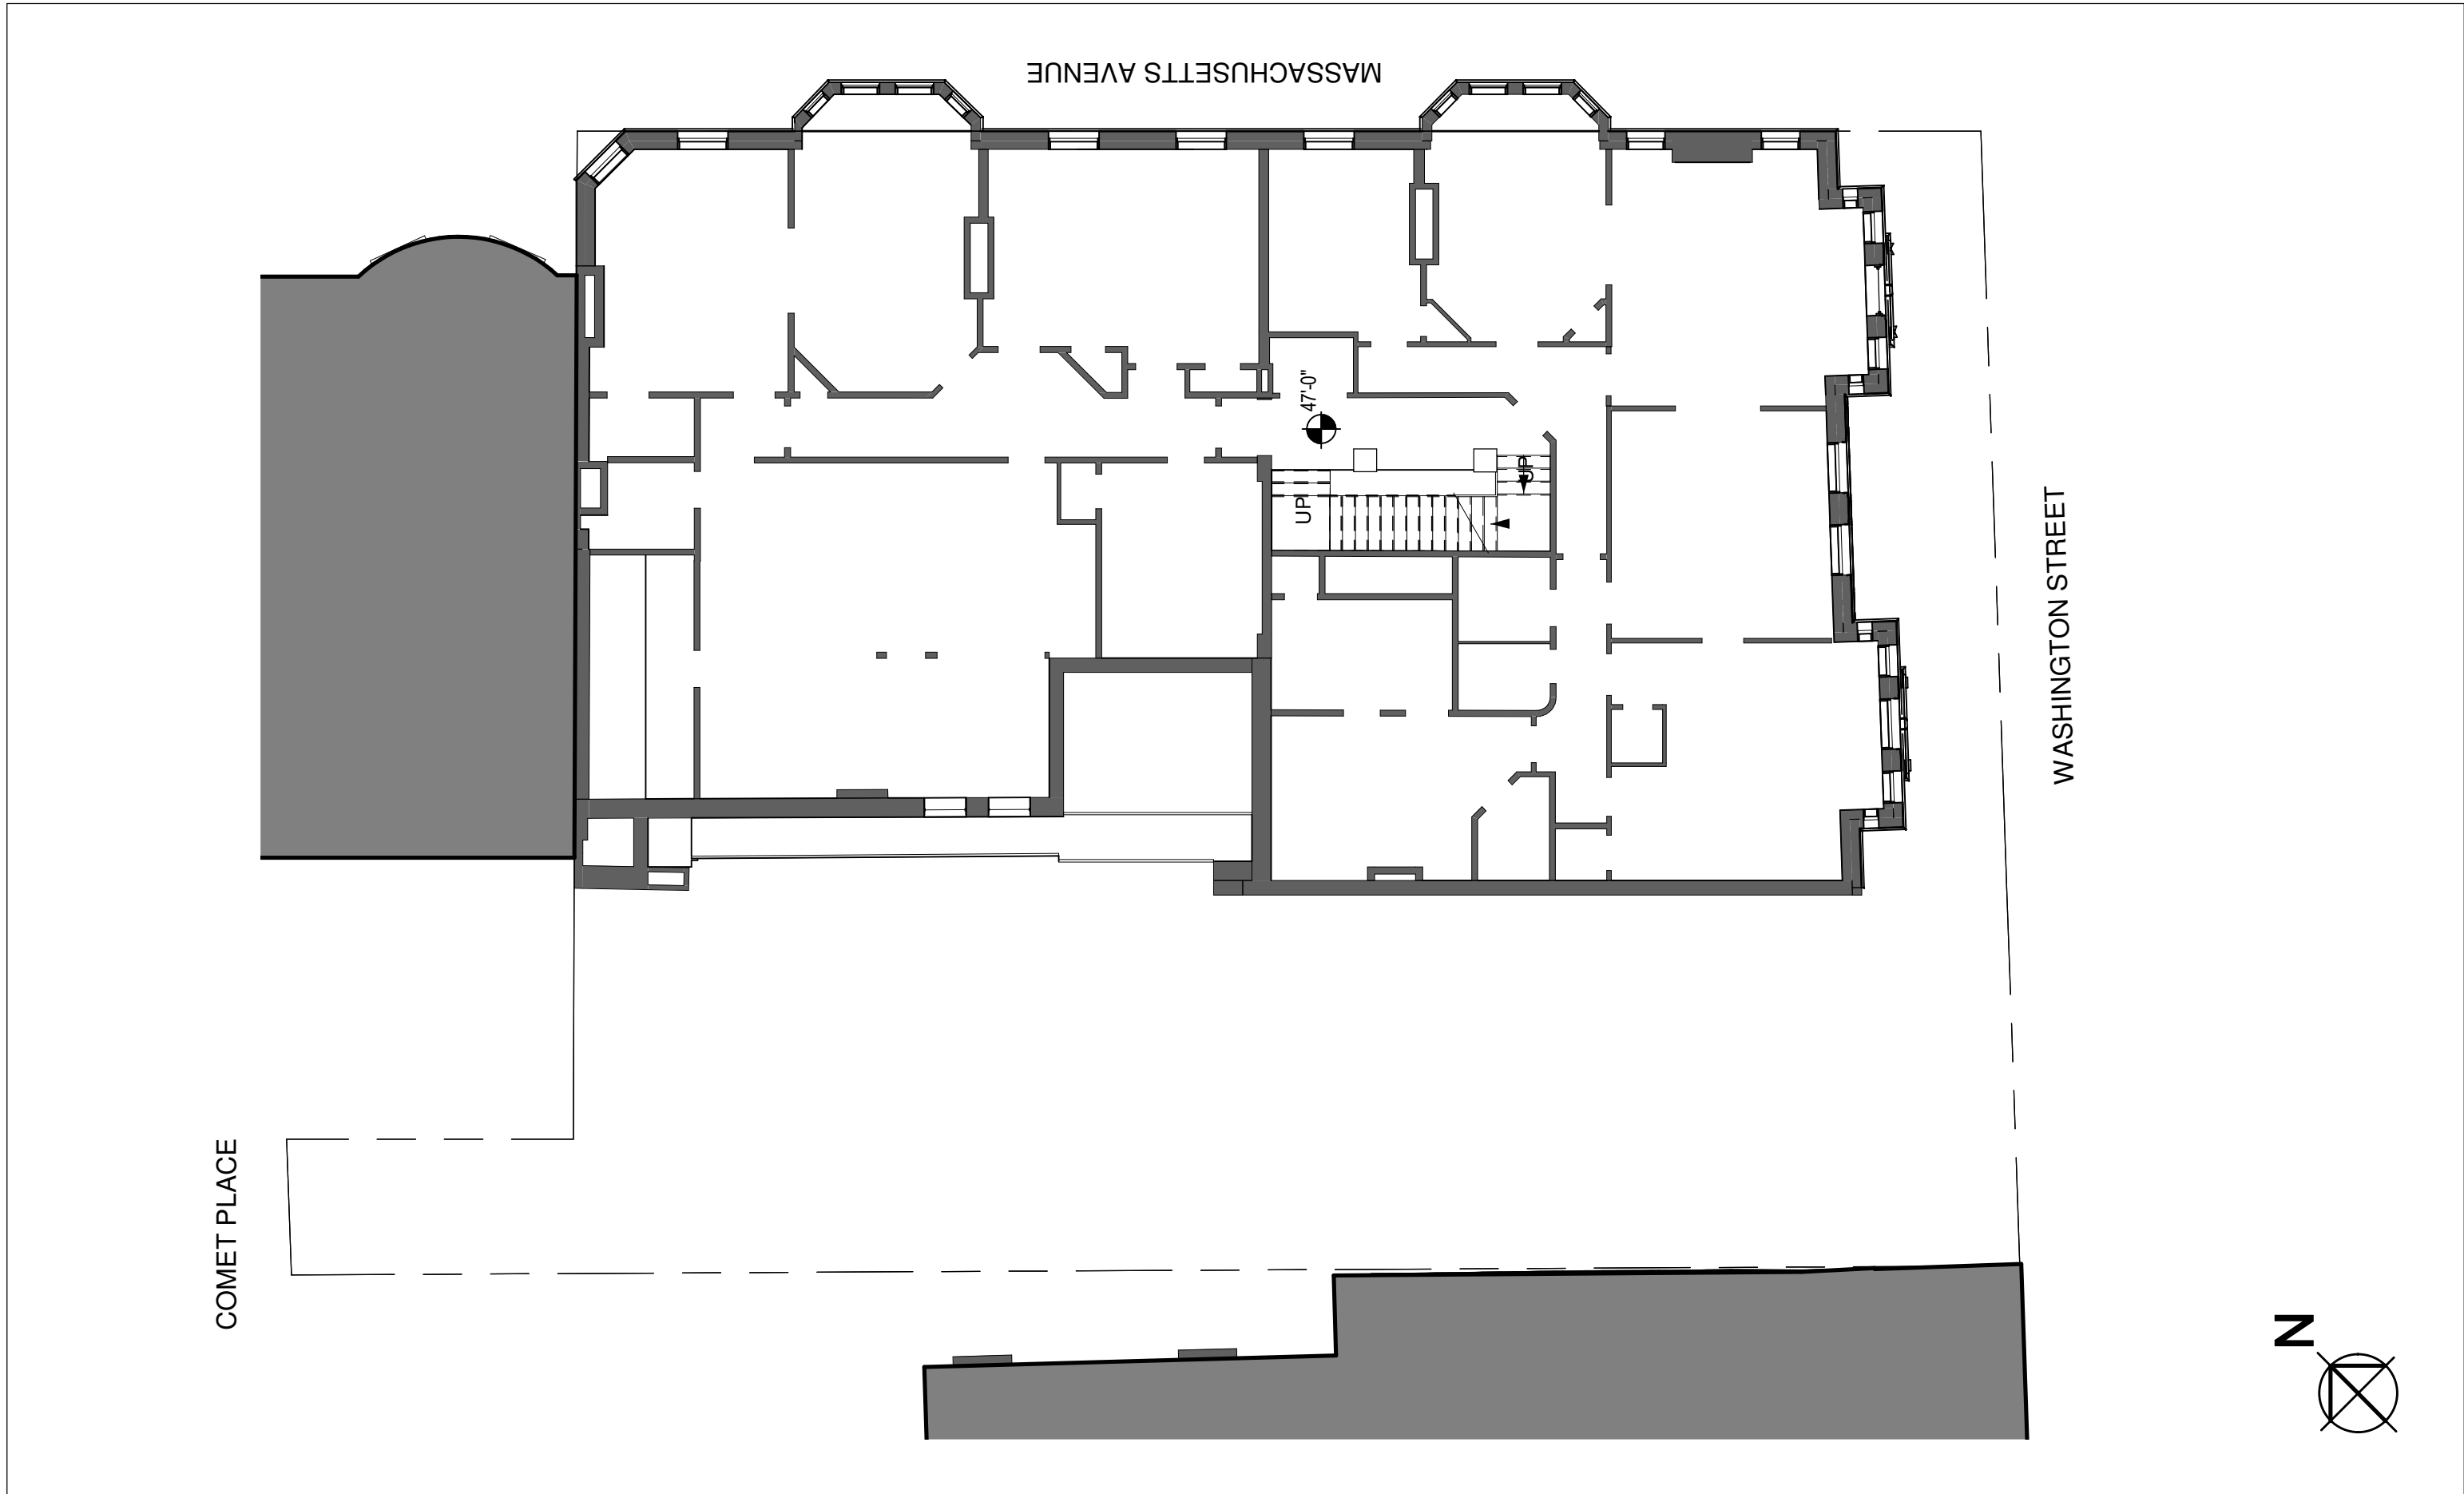 MASSACHUSETTS AVENUE
47'-0"
UP
UP
WASHINGTON STREET
COMET PLACE
N